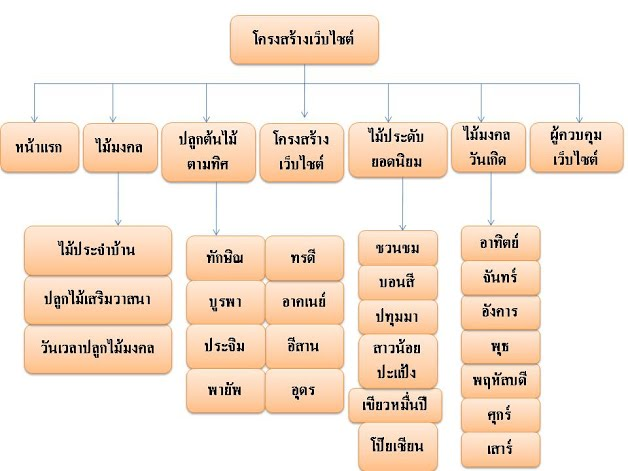 โครงสร้างเว็บไซต์
หน้าแรก
ไม้มงคล
ปลูกต้นไม้
ตามทิศ
โครงสร้าง
เว็บไซต์
ไม้ประดับ
ยอดนิยม
ไม้มงคล
วันเกิด
ผู้ควบคุม
เว็บไซต์
ไม้ประจำบ้าน
ปลูกไม้เสริมวาสนา
วันเวลาปลูกไม้มงคล
ทักษิณ
ทรดี
บูรพา
อาคเนย์
ประจิม
อีสาน
พายัพ
อุดร
ชวนชม
บอนสี
ปทุมมา
สาวน้อย
ปะแป้ง
เขียวหมื่นปี
โป๊ยเซียน
อาทิตย์
จันทร์
อังคาร
พุธ
พฤหัสบดี
ศุกร์
เสาร์